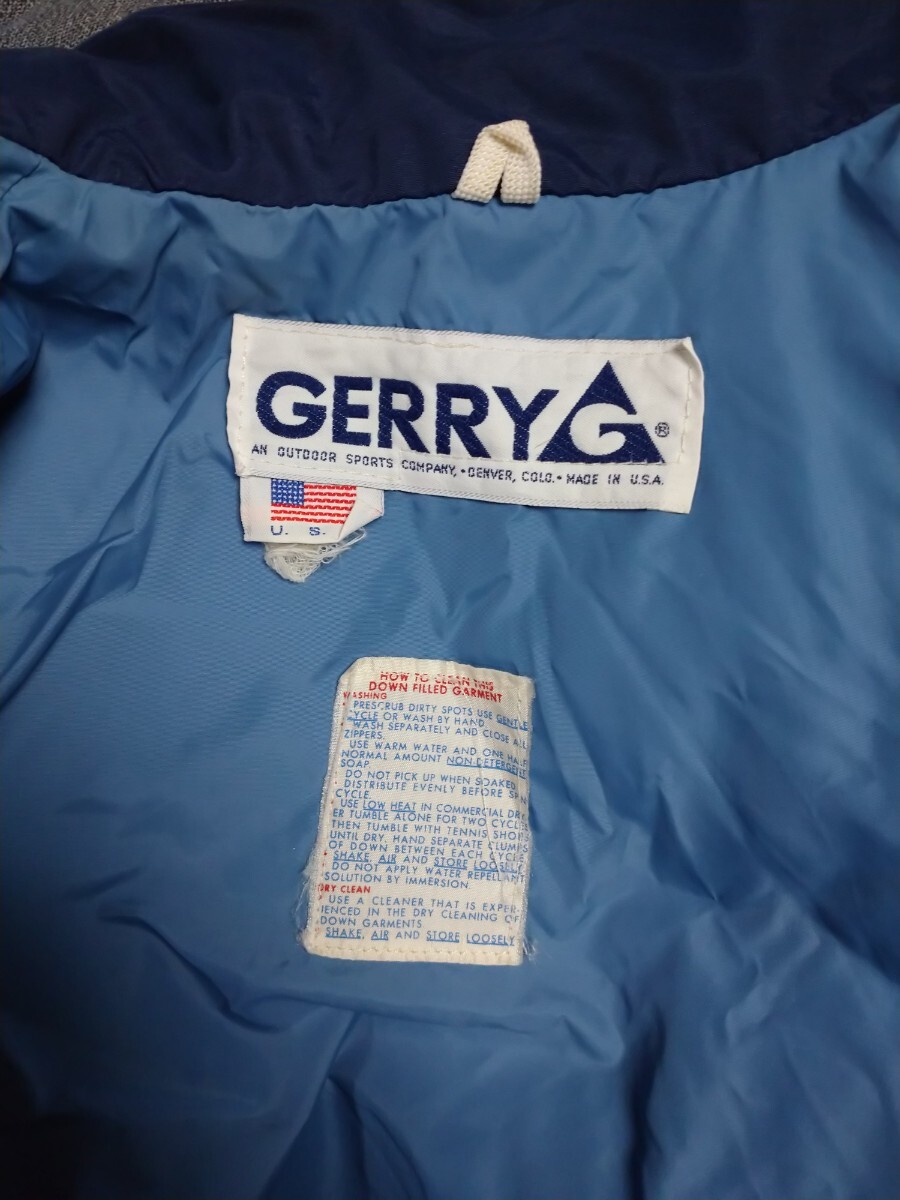 GERRY G ®
AN OUTDOOR SPORTS COMPANY, • DENVER, COLO. • MADE IN U.S.A.
U. S.
HOW TO CLEAN THIS
DOWN FILLED GARMENT
WASHING
PRESCRUB DIRTY SPOTS USE GENTLE
CYCLE OR WASH BY HAND.
WASH SEPARATELY AND CLOSE ALL
ZIPPERS.
USE WARM WATER AND ONE HALF
NORMAL AMOUNT NON DETERGENT
SOAP.
DO NOT PICK UP WHEN SOAKED
DISTRIBUTE EVENLY BEFORE SPIN
CYCLE.
USE LOW HEAT IN COMMERCIAL DRY-
ER TUMBLE ALONE FOR TWO CYCLES
THEN TUMBLE WITH TENNIS SHOES
UNTIL DRY. HAND SEPARATE CLUMPS
OF DOWN BETWEEN EACH CYCLE.
SHAKE, AIR AND STORE LOOSELY
DO NOT APPLY WATER REPELLANT
SOLUTION BY IMMERSION.
DRY CLEAN
USE A CLEANER THAT IS EXPER-
IENCED IN THE DRY CLEANING OF
DOWN GARMENTS.
SHAKE, AIR AND STORE LOOSELY